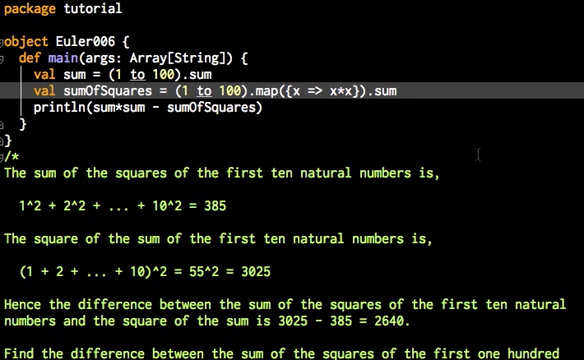 package tutorial
object Euler006 {
def main(args: Array[String]) {
val sum = (1 to 100).sum
val sumOfSquares = (1 to 100).map({x => x*x}).sum
println(sum*sum - sumOfSquares)
}
}
/*
The sum of the squares of the first ten natural numbers is,
1^2 + 2^2 + ... + 10^2 = 385
The square of the sum of the first ten natural numbers is,
(1 + 2 + ... + 10)^2 = 55^2 = 3025
Hence the difference between the sum of the squares of the first ten natural
numbers and the square of the sum is 3025 - 385 = 2640.
Find the difference between the sum of the squares of the first one hundred